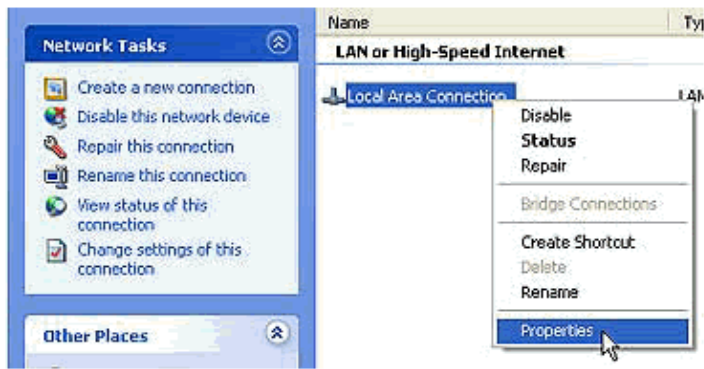 Network Tasks
Create a new connection
Disable this network device
Repair this connection
Rename this connection
View status of this
connection
Change settings of this
connection
Other Places
Name
LAN or High-Speed Internet
Local Area Connection
Disable
Status
Repair
Bridge Connections
Create Shortcut
Delete
Rename
Properties